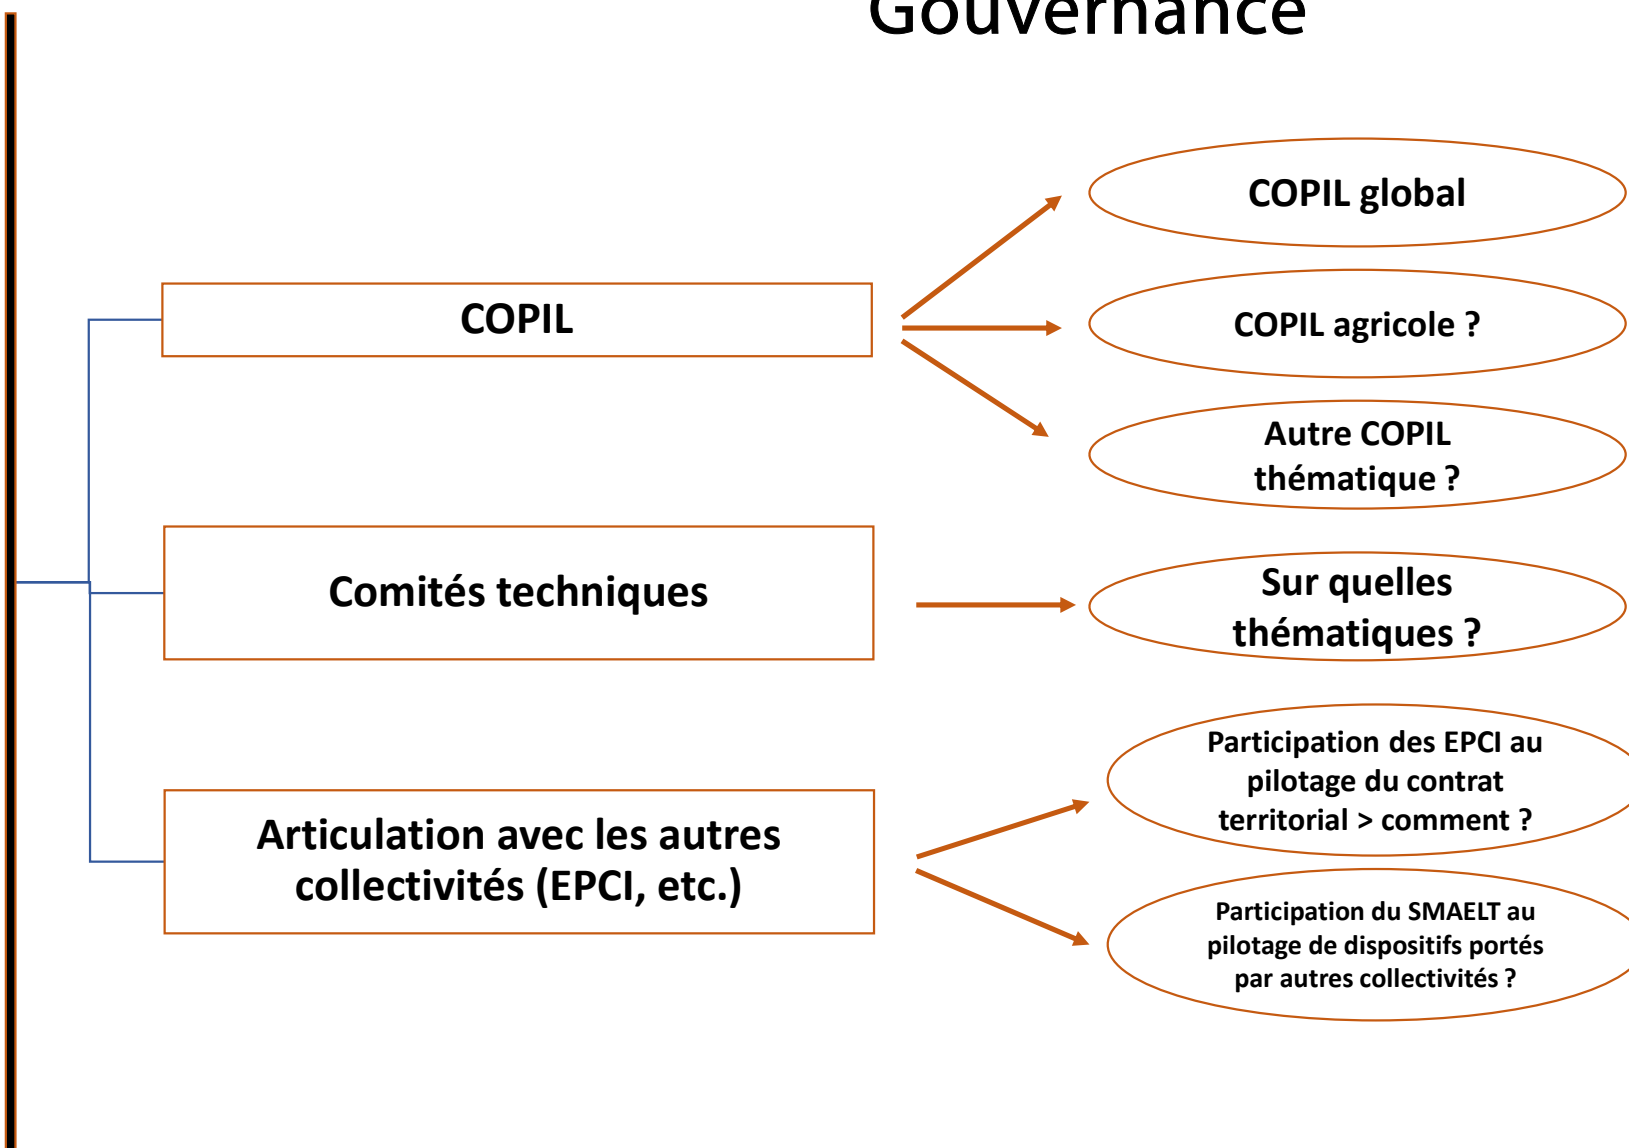 Gouvernance
COPIL
COPIL global
COPIL agricole ?
Autre COPIL
thématique ?
Comités techniques
Sur quelles
thématiques ?
Articulation avec les autres
collectivités (EPCI, etc.)
Participation des EPCI au
pilotage du contrat
territorial > comment ?
Participation du SMAELT au
pilotage de dispositifs portés
par autres collectivités ?